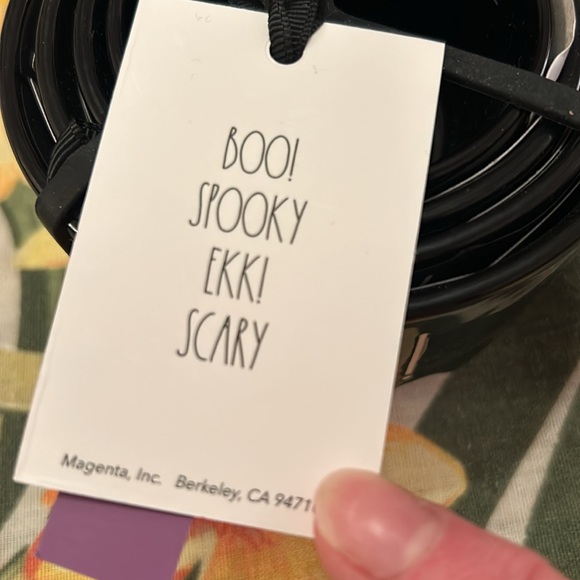 BOO!
SPOOKY
EKK!
SCARY
Magenta, Inc. Berkeley, CA